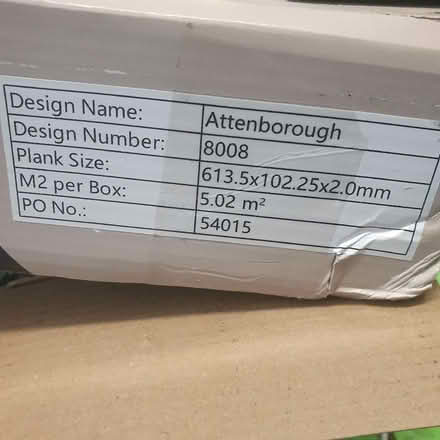 Design Name: Attenborough
Design Number: 8008
Plank Size: 613.5x102.25x2.0mm
M2 per Box: 5.02 m²
PO No.: 54015